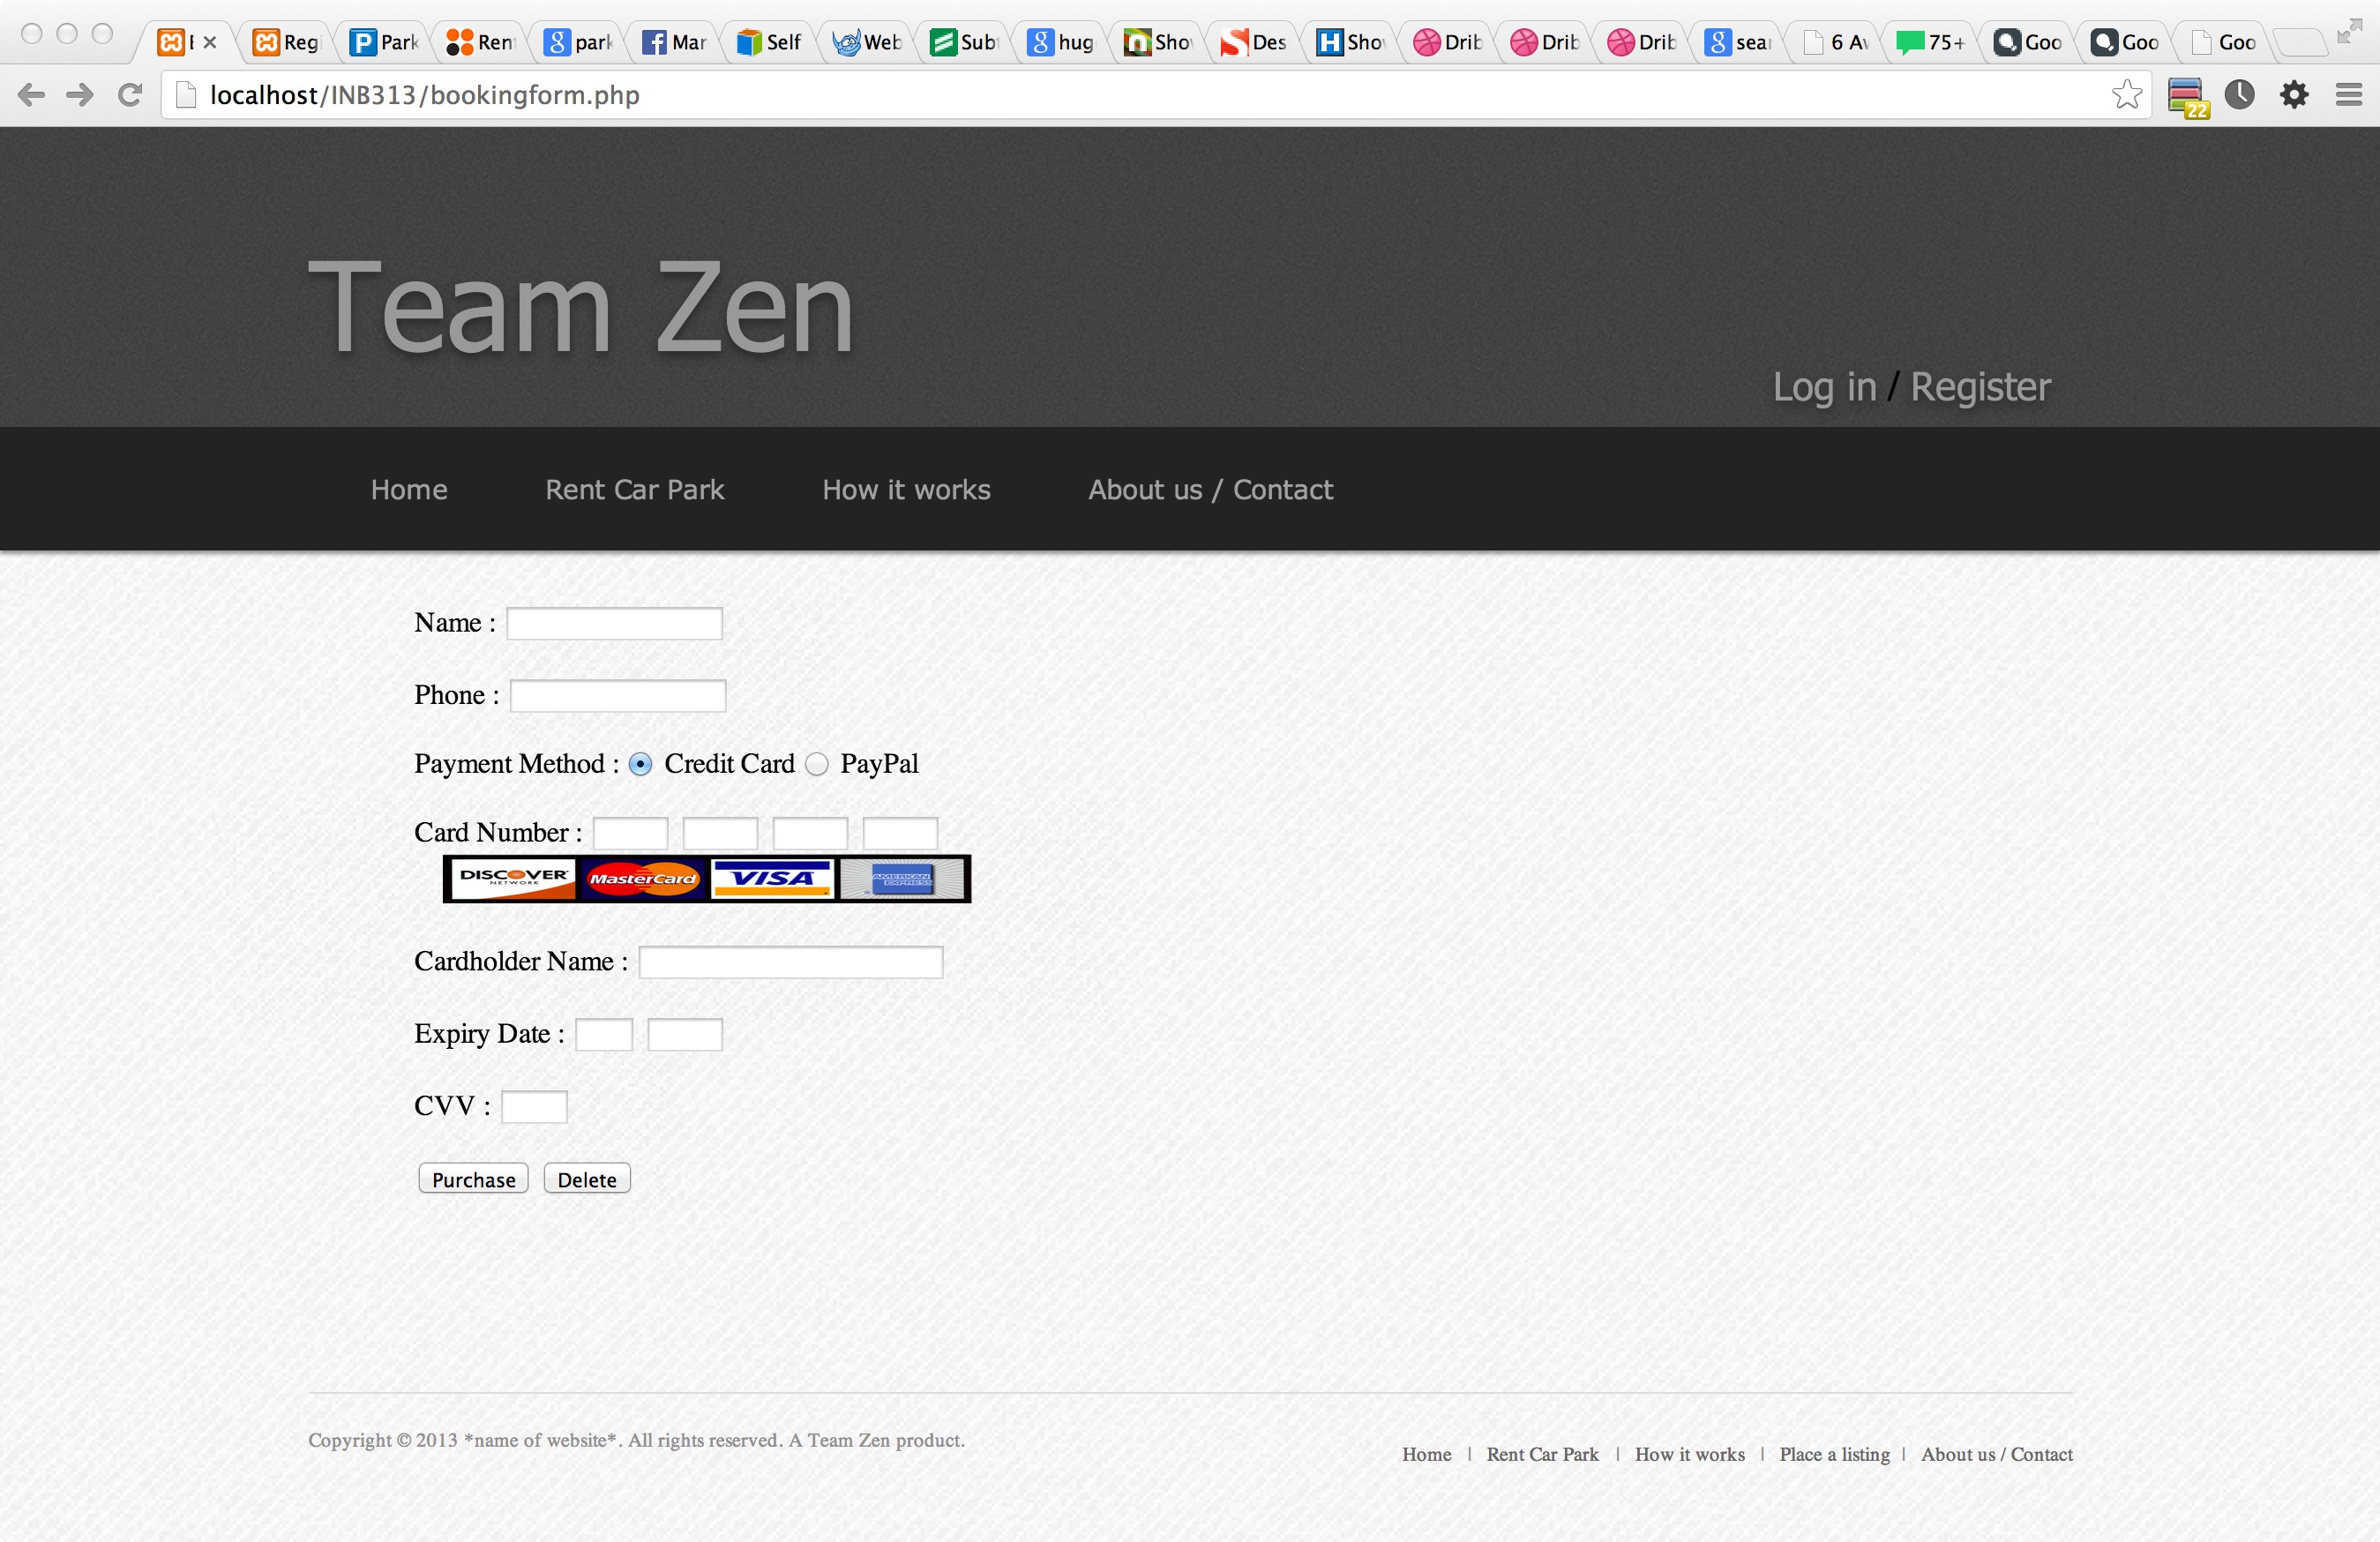 Reg
Park
Ren
park
Mar
Self
Web
Sub
hug
Sho
Des
Sho
Drib
Drib
Drib
sea
6 A
75+
Goo
Goo
Goo
localhost/INB313/bookingform.php
22
Team Zen
Log in / Register
Home Rent Car Park How it works About us / Contact
Name :
Phone :
Payment Method : Credit Card PayPal
Card Number :
DISCOVER NETWORK MasterCard VISA AMERICAN EXPRESS
Cardholder Name :
Expiry Date :
CVV :
Purchase Delete
Copyright © 2013 *name of website*. All rights reserved. A Team Zen product.
Home | Rent Car Park | How it works | Place a listing | About us / Contact